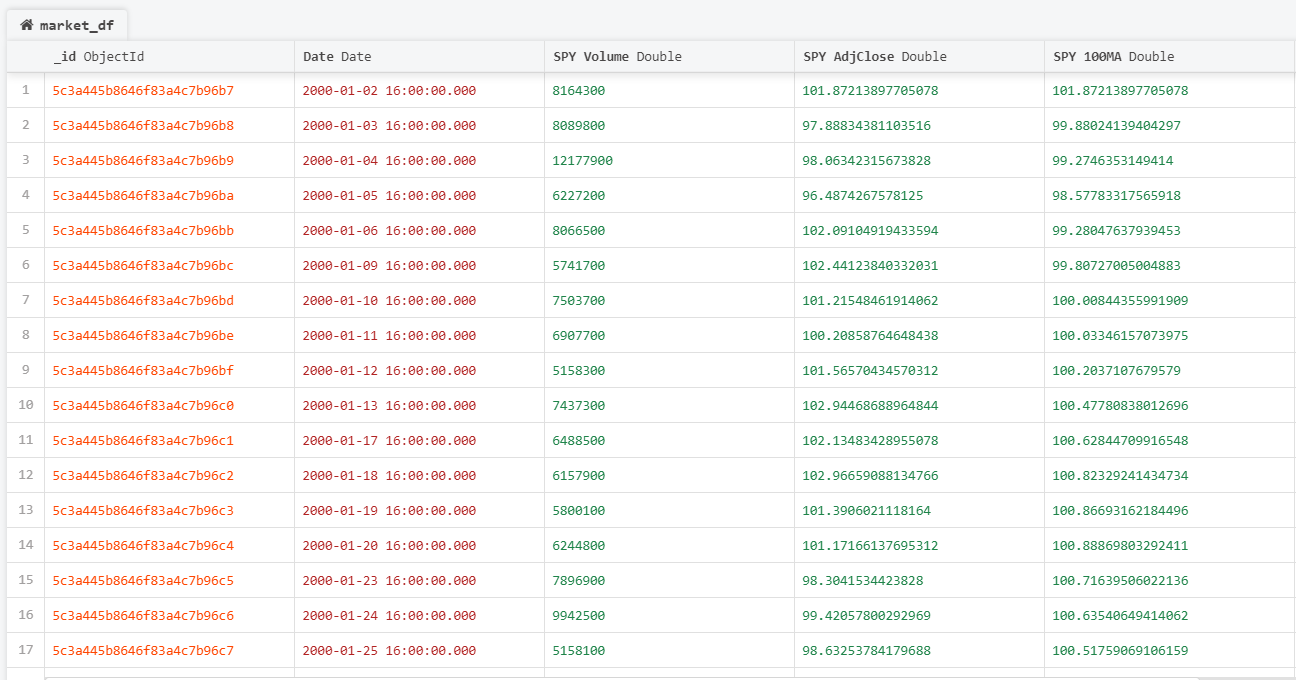 market_df
_id ObjectId Date Date SPY Volume Double SPY AdjClose Double SPY 100MA Double
1 5c3a445b8646f83a4c7b96b7 2000-01-02 16:00:00.000 8164300 101.87213897705078 101.87213897705078
2 5c3a445b8646f83a4c7b96b8 2000-01-03 16:00:00.000 8089800 97.88834381103516 99.88024139404297
3 5c3a445b8646f83a4c7b96b9 2000-01-04 16:00:00.000 12177900 98.06342315673828 99.2746353149414
4 5c3a445b8646f83a4c7b96ba 2000-01-05 16:00:00.000 6227200 96.4874267578125 98.57783317565918
5 5c3a445b8646f83a4c7b96bb 2000-01-06 16:00:00.000 8066500 102.09104919433594 99.28047637939453
6 5c3a445b8646f83a4c7b96bc 2000-01-09 16:00:00.000 5741700 102.44123840332031 99.80727005004883
7 5c3a445b8646f83a4c7b96bd 2000-01-10 16:00:00.000 7503700 101.21548461914062 100.00844355991909
8 5c3a445b8646f83a4c7b96be 2000-01-11 16:00:00.000 6907700 100.20858764648438 100.03346157073975
9 5c3a445b8646f83a4c7b96bf 2000-01-12 16:00:00.000 5158300 101.56570434570312 100.2037107679579
10 5c3a445b8646f83a4c7b96c0 2000-01-13 16:00:00.000 7437300 102.94468688964844 100.47780838012696
11 5c3a445b8646f83a4c7b96c1 2000-01-17 16:00:00.000 6488500 102.13483428955078 100.62844709916548
12 5c3a445b8646f83a4c7b96c2 2000-01-18 16:00:00.000 6157900 102.96659088134766 100.82329241434734
13 5c3a445b8646f83a4c7b96c3 2000-01-19 16:00:00.000 5800100 101.3906021118164 100.86693162184496
14 5c3a445b8646f83a4c7b96c4 2000-01-20 16:00:00.000 6244800 101.17166137695312 100.88869803292411
15 5c3a445b8646f83a4c7b96c5 2000-01-23 16:00:00.000 7896900 98.3041534423828 100.71639506022136
16 5c3a445b8646f83a4c7b96c6 2000-01-24 16:00:00.000 9942500 99.42057800292969 100.63540649414062
17 5c3a445b8646f83a4c7b96c7 2000-01-25 16:00:00.000 5158100 98.63253784179688 100.51759069106159